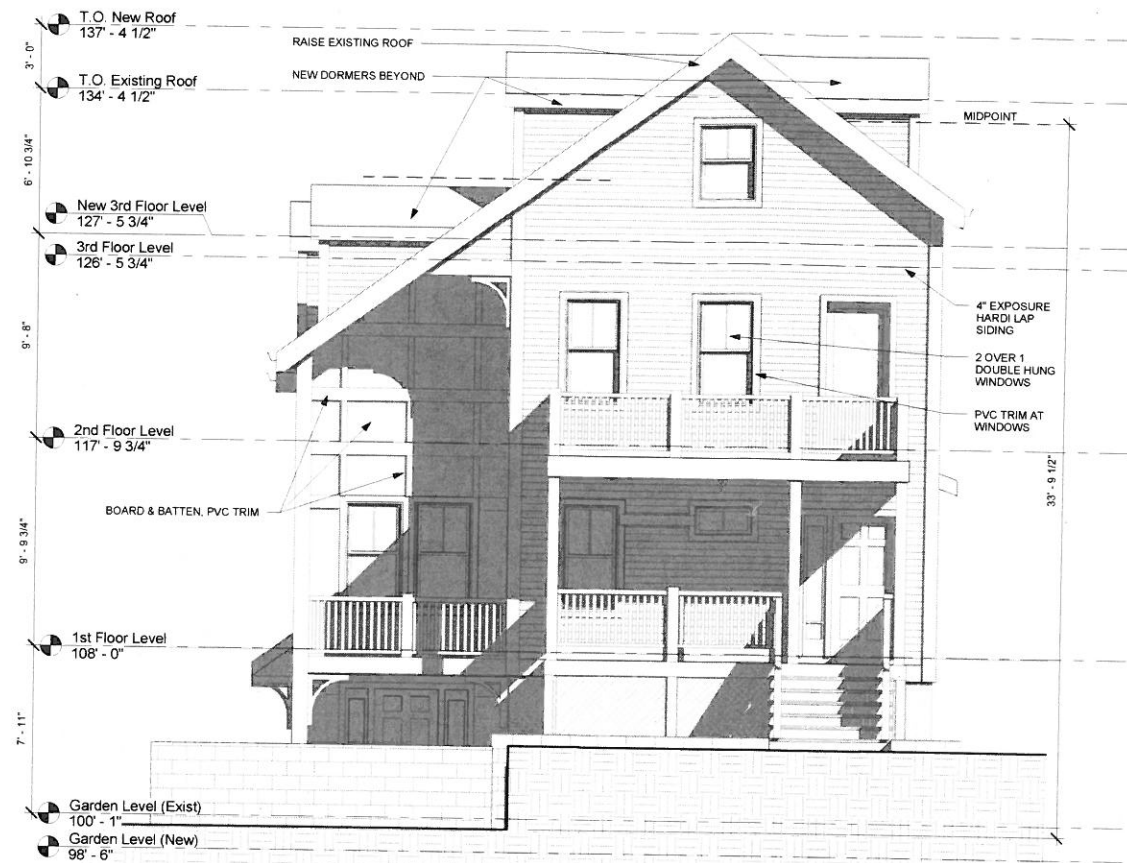 T.O. New Roof
137' - 4 1/2"
3' - 0"
T.O. Existing Roof
134' - 4 1/2"
6' - 10 3/4"
New 3rd Floor Level
127' - 5 3/4"
3rd Floor Level
126' - 5 3/4"
9' - 8"
2nd Floor Level
117' - 9 3/4"
9' - 9 3/4"
1st Floor Level
108' - 0"
7' - 11"
Garden Level (Exist)
100' - 1"
Garden Level (New)
98' - 6"
RAISE EXISTING ROOF
NEW DORMERS BEYOND
BOARD & BATTEN, PVC TRIM
MIDPOINT
4" EXPOSURE
HARDI LAP
SIDING
2 OVER 1
DOUBLE HUNG
WINDOWS
PVC TRIM AT
WINDOWS
33' - 9 1/2"